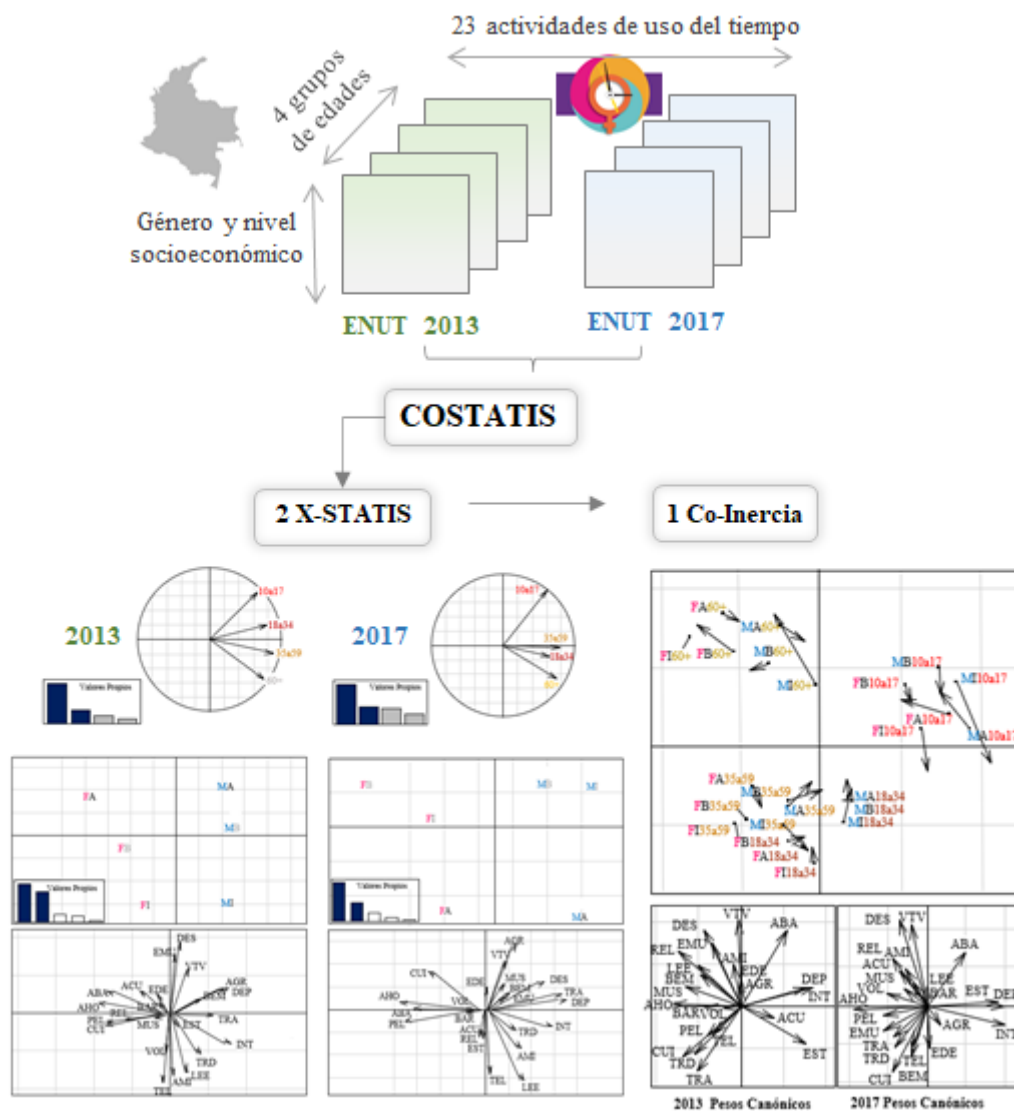 23 actividades de uso del tiempo
4 grupos
de edades
Género y nivel
socioeconómico
ENUT 2013
ENUT 2017
COSTATIS
2 X-STATIS
1 Co-Inercia
2013
10a17
18a34
35a59
60+
Valores Propios
2017
10a17
35a59
18a34
60+
Valores Propios
FA60+
MA60+
FI60+
FB60+
MB60+
MI60+
MB10a17
FB10a17
MI10a17
FA10a17
FI10a17
MA10a17
FA35a59
MB35a59
FB35a59
MA35a59
FI35a59
MI35a59
MA18a34
MB18a34
MI18a34
FB18a34
FA18a34
FI18a34
FA
MA
MB
FB
FI
MI
Valores Propios
FB
MB
MI
FI
FA
MA
Valores Propios
DES
EMU
VTV
ACU
EDE
AGR
ABA
BEM
DEP
AHO
REL
BAR
PEL
CUI
MUS
EST
TRA
VOL
TRD
INT
AMI
LEE
TEL
AGR
VTV
CUI
EDE
MUS
DES
BEM
TRA
AHO
VOL
EMU
DEP
ABA
PEL
BAR
ACU
REL
EST
TRD
INT
AMI
TEL
LEE
VTV
DES
ABA
EMU
REL
AMI
LEE
EDE
BEM
AGR
MUS
DEP
INT
AHO
BAR
VOL
ACU
PEL
TEL
EST
CUI
TRD
TRA
2013 Pesos Canónicos
DES
VTV
REL
AMI
ABA
ACU
MUS
LEE
VOL
BAR
EST
AHO
DEP
PEL
INT
EMU
AGR
TRA
TRD
TEL
EDE
CUI
BEM
2017 Pesos Canónicos